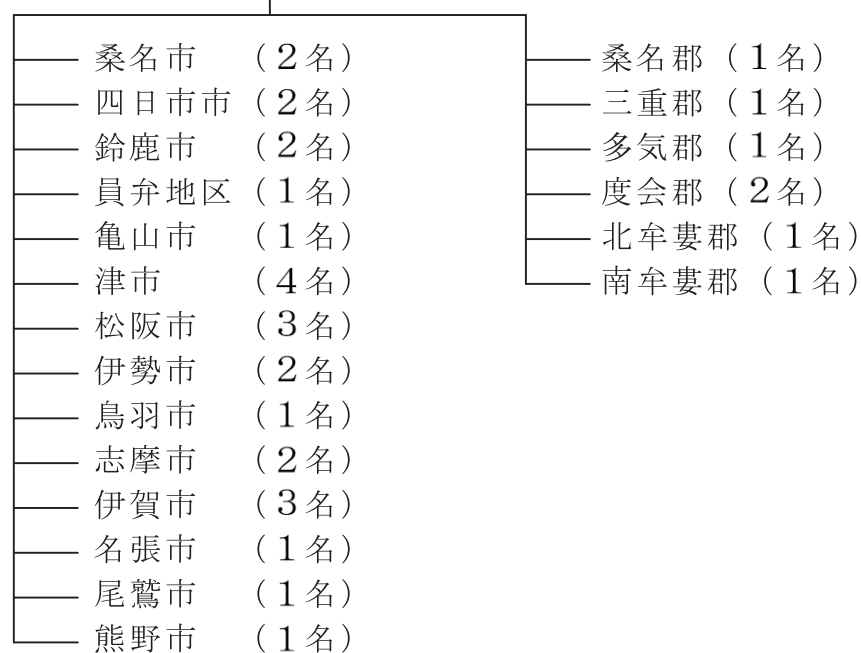 桑名市 （２名）
四日市市（２名）
鈴鹿市 （２名）
員弁地区（１名）
亀山市 （１名）
津市 （４名）
松阪市 （３名）
伊勢市 （２名）
鳥羽市 （１名）
志摩市 （２名）
伊賀市 （３名）
名張市 （１名）
尾鷲市 （１名）
熊野市 （１名）
桑名郡（１名）
三重郡（１名）
多気郡（１名）
度会郡（２名）
北牟婁郡（１名）
南牟婁郡（１名）